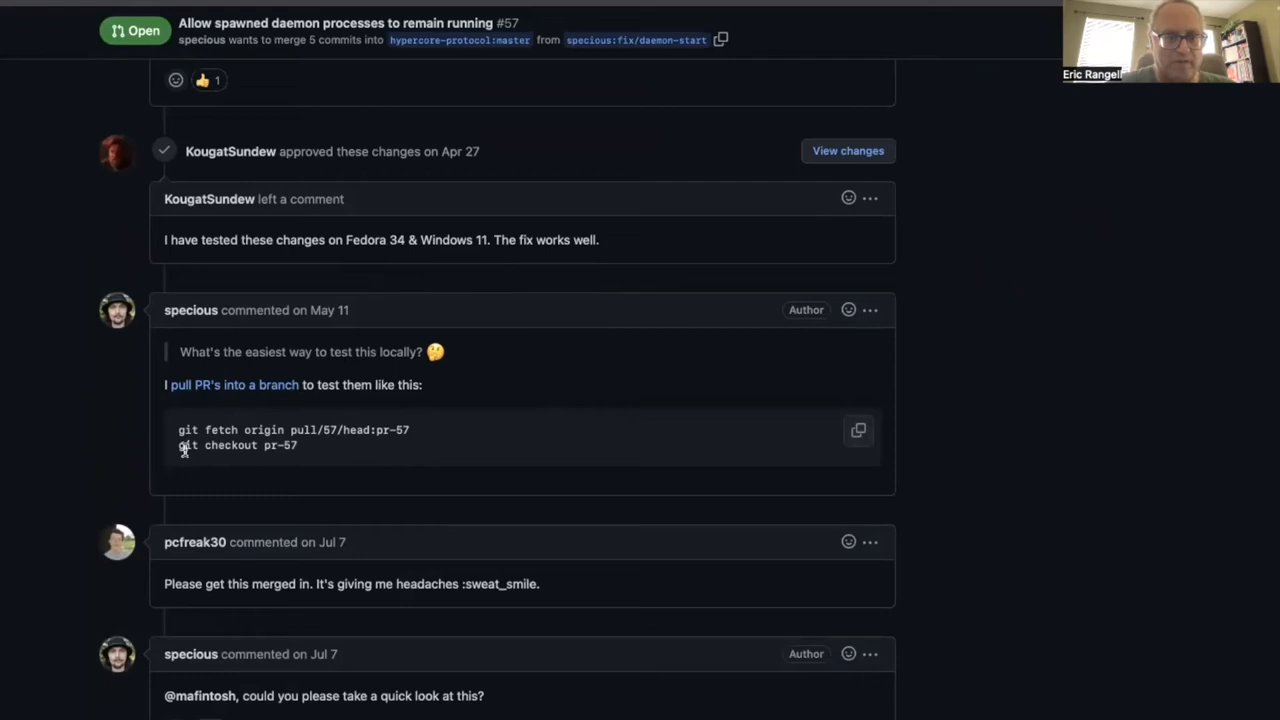 Open
Allow spawned daemon processes to remain running #57
specious wants to merge 5 commits into hypercore-protocol:master from specious:fix/daemon-start
Eric Rangell
👍 1
KougatSundew approved these changes on Apr 27
View changes
KougatSundew left a comment
I have tested these changes on Fedora 34 & Windows 11. The fix works well.
specious commented on May 11
Author
What's the easiest way to test this locally? 🤔
I pull PR's into a branch to test them like this:
git fetch origin pull/57/head:pr-57
git checkout pr-57
pcfreak30 commented on Jul 7
Please get this merged in. It's giving me headaches :sweat_smile.
specious commented on Jul 7
Author
@mafintosh, could you please take a quick look at this?